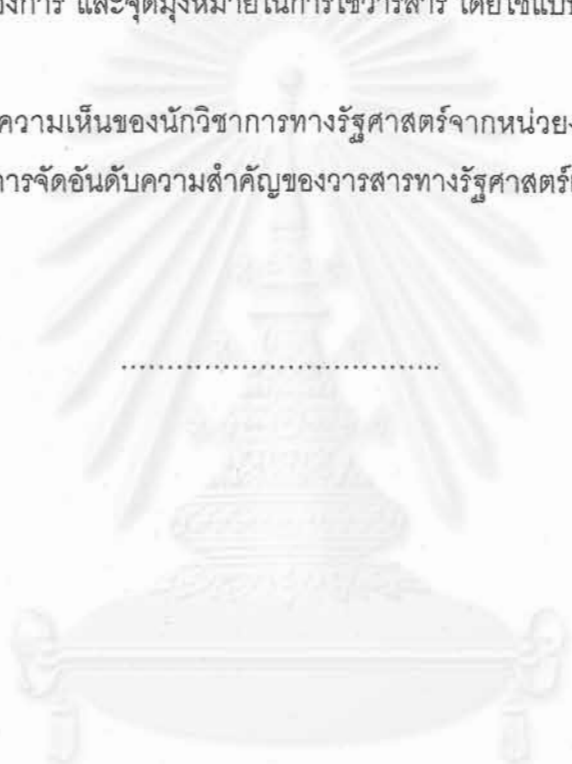 และจุดมุ่งหมายในการใช้วารสาร โดยใช้แบบ
ความเห็นของนักวิชาการทางรัฐศาสตร์จากหน่วย
การจัดอันดับความสำคัญของวารสารทางรัฐศาสตร์
.................................